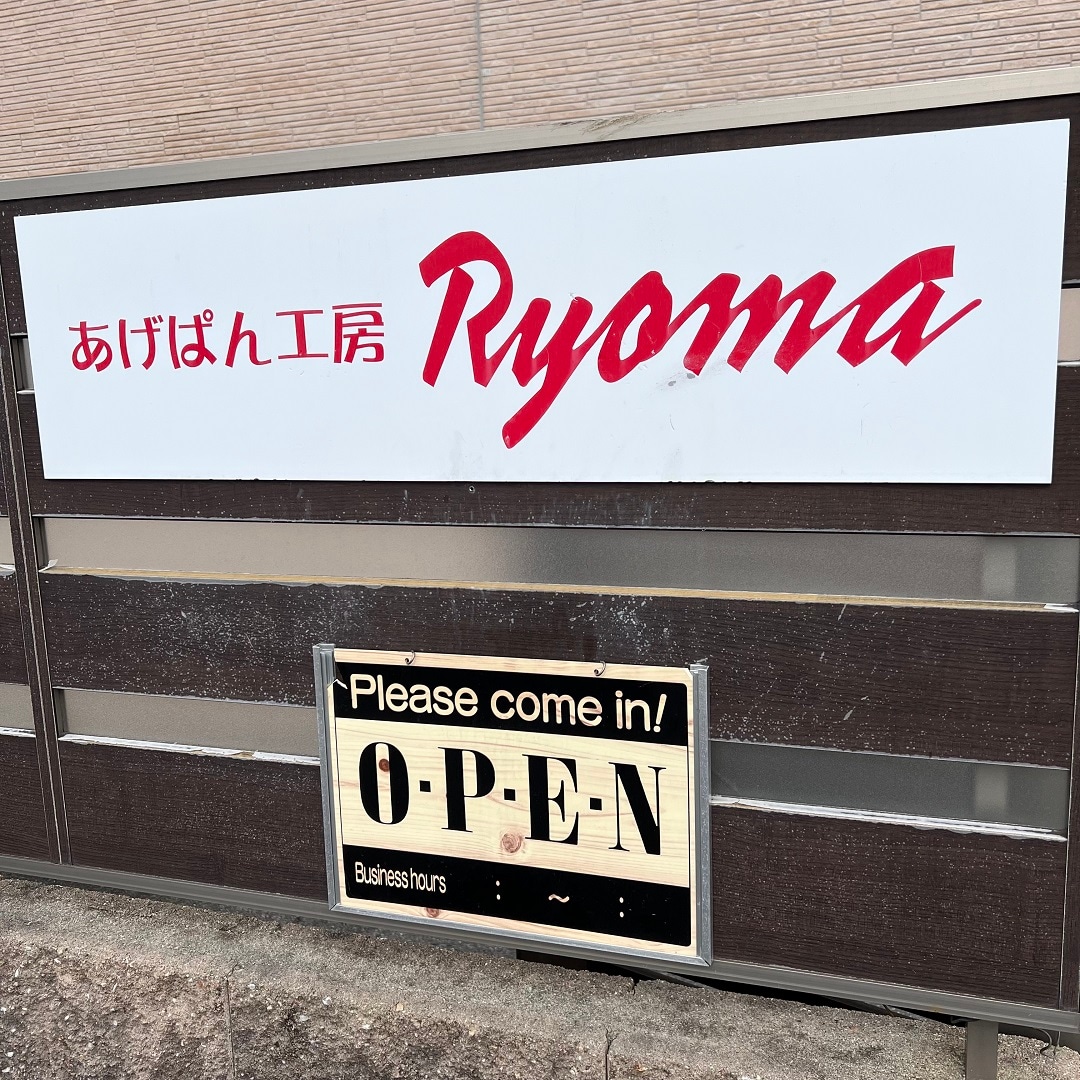 あげぱん工房 Ryoma
Please come in!
O·P·E·N
Business hours : ~ :